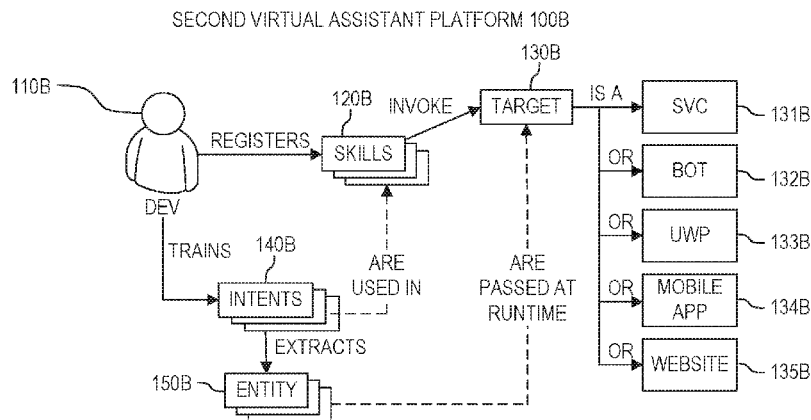 SECOND VIRTUAL ASSISTANT PLATFORM 100B
110B
DEV
REGISTERS
120B
SKILLS
INVOKE
130B
TARGET
IS A
SVC
131B
OR
BOT
132B
OR
UWP
133B
OR
MOBILE
APP
134B
OR
WEBSITE
135B
TRAINS
140B
INTENTS
ARE
USED IN
ARE
PASSED AT
RUNTIME
EXTRACTS
150B
ENTITY